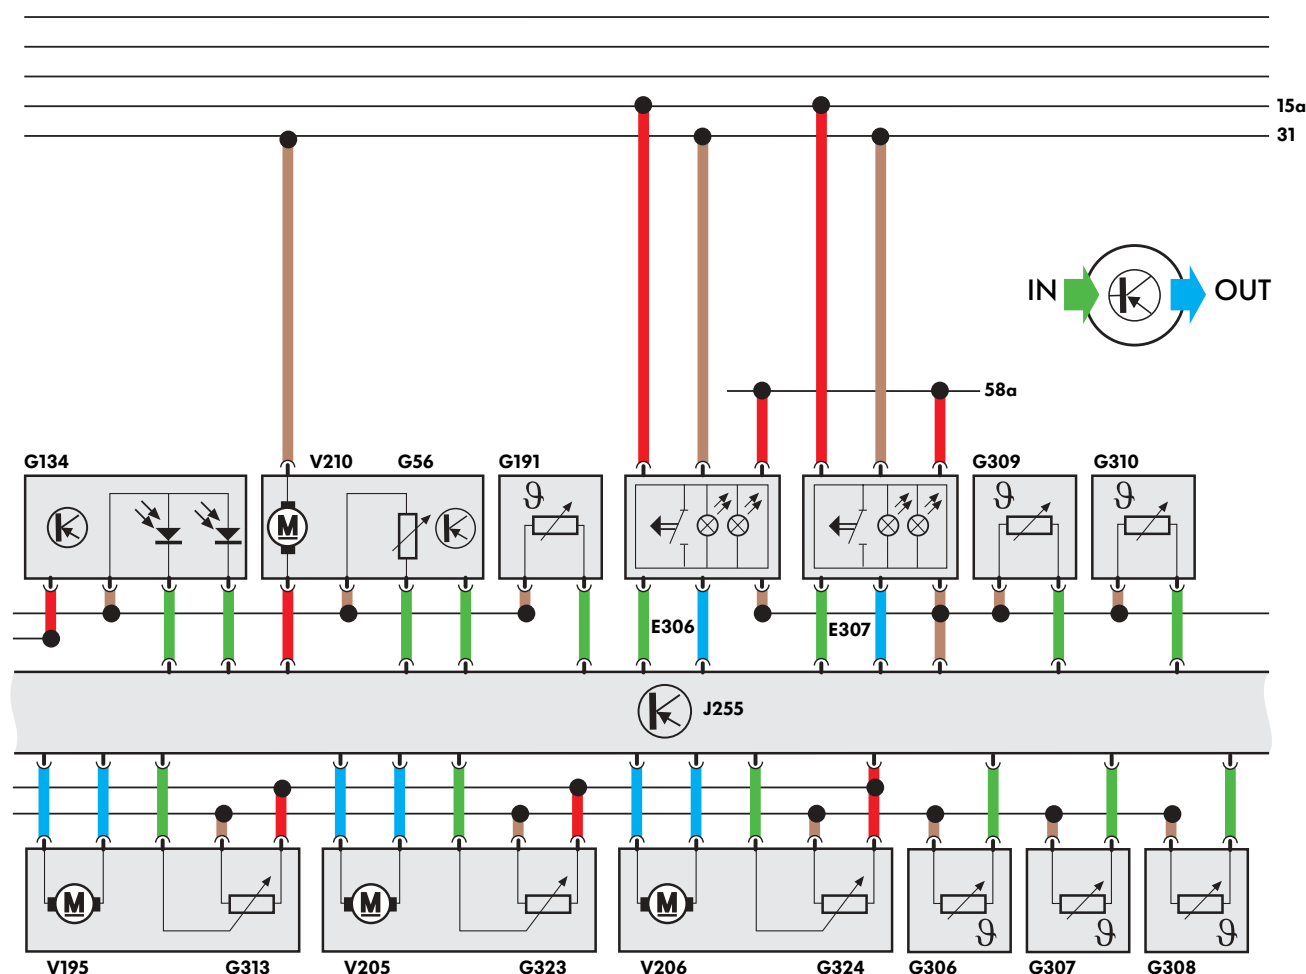 15a
31
IN OUT
58a
G134 V210 G56 G191 G309 G310
ϑ ϑ ϑ
M
E306 E307
J255
M M M
ϑ ϑ ϑ
V195 G313 V205 G323 V206 G324 G306 G307 G308